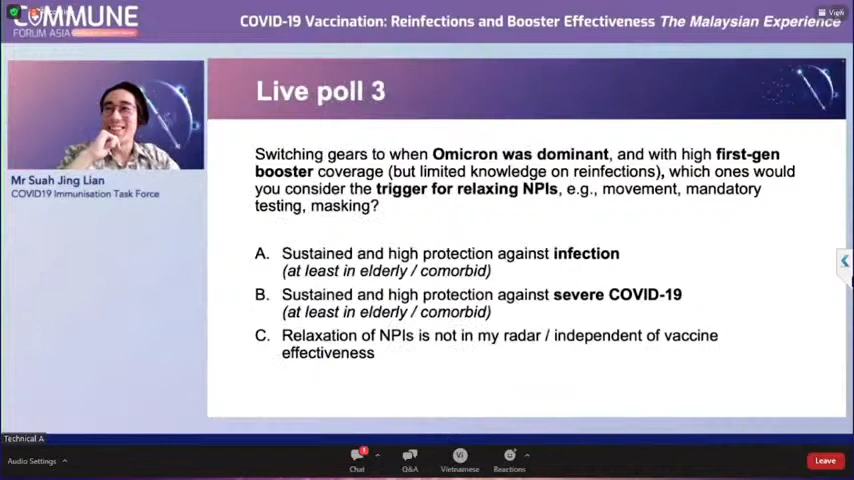 COMMUNE
FORUM ASIA
COVID-19 Vaccination: Reinfections and Booster Effectiveness The Malaysian Experience
View
Live poll 3
Mr Suah Jing Lian
COVID19 Immunisation Task Force
Switching gears to when Omicron was dominant, and with high first-gen
booster coverage (but limited knowledge on reinfections), which ones would
you consider the trigger for relaxing NPIs, e.g., movement, mandatory
testing, masking?
A. Sustained and high protection against infection
(at least in elderly / comorbid)
B. Sustained and high protection against severe COVID-19
(at least in elderly / comorbid)
C. Relaxation of NPIs is not in my radar / independent of vaccine
effectiveness
Technical A
Audio Settings
Chat
Q&A
Vi
Vietnamese
Reactions
Leave